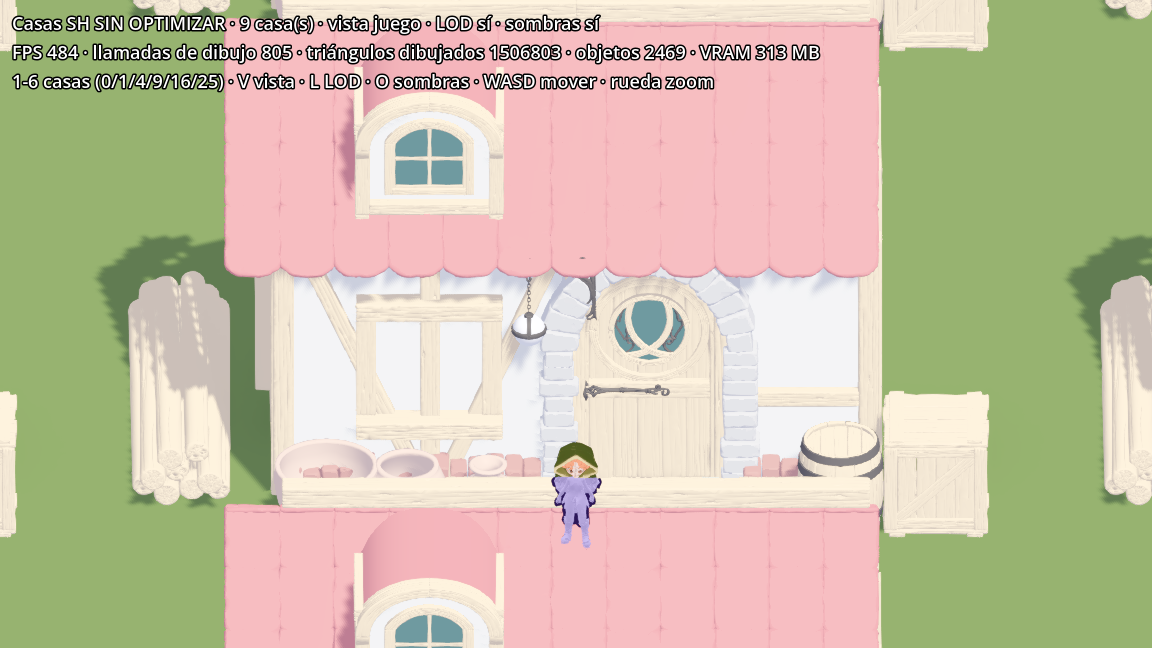 Casas SH SIN OPTIMIZAR · 9 casa(s) · vista juego · LOD sí · sombras sí
FPS 484 · llamadas de dibujo 805 · triángulos dibujados 1506803 · objetos 2469 · VRAM 313 MB
1-6 casas (0/1/4/9/16/25) · V vista · L LOD · O sombras · WASD mover · rueda zoom